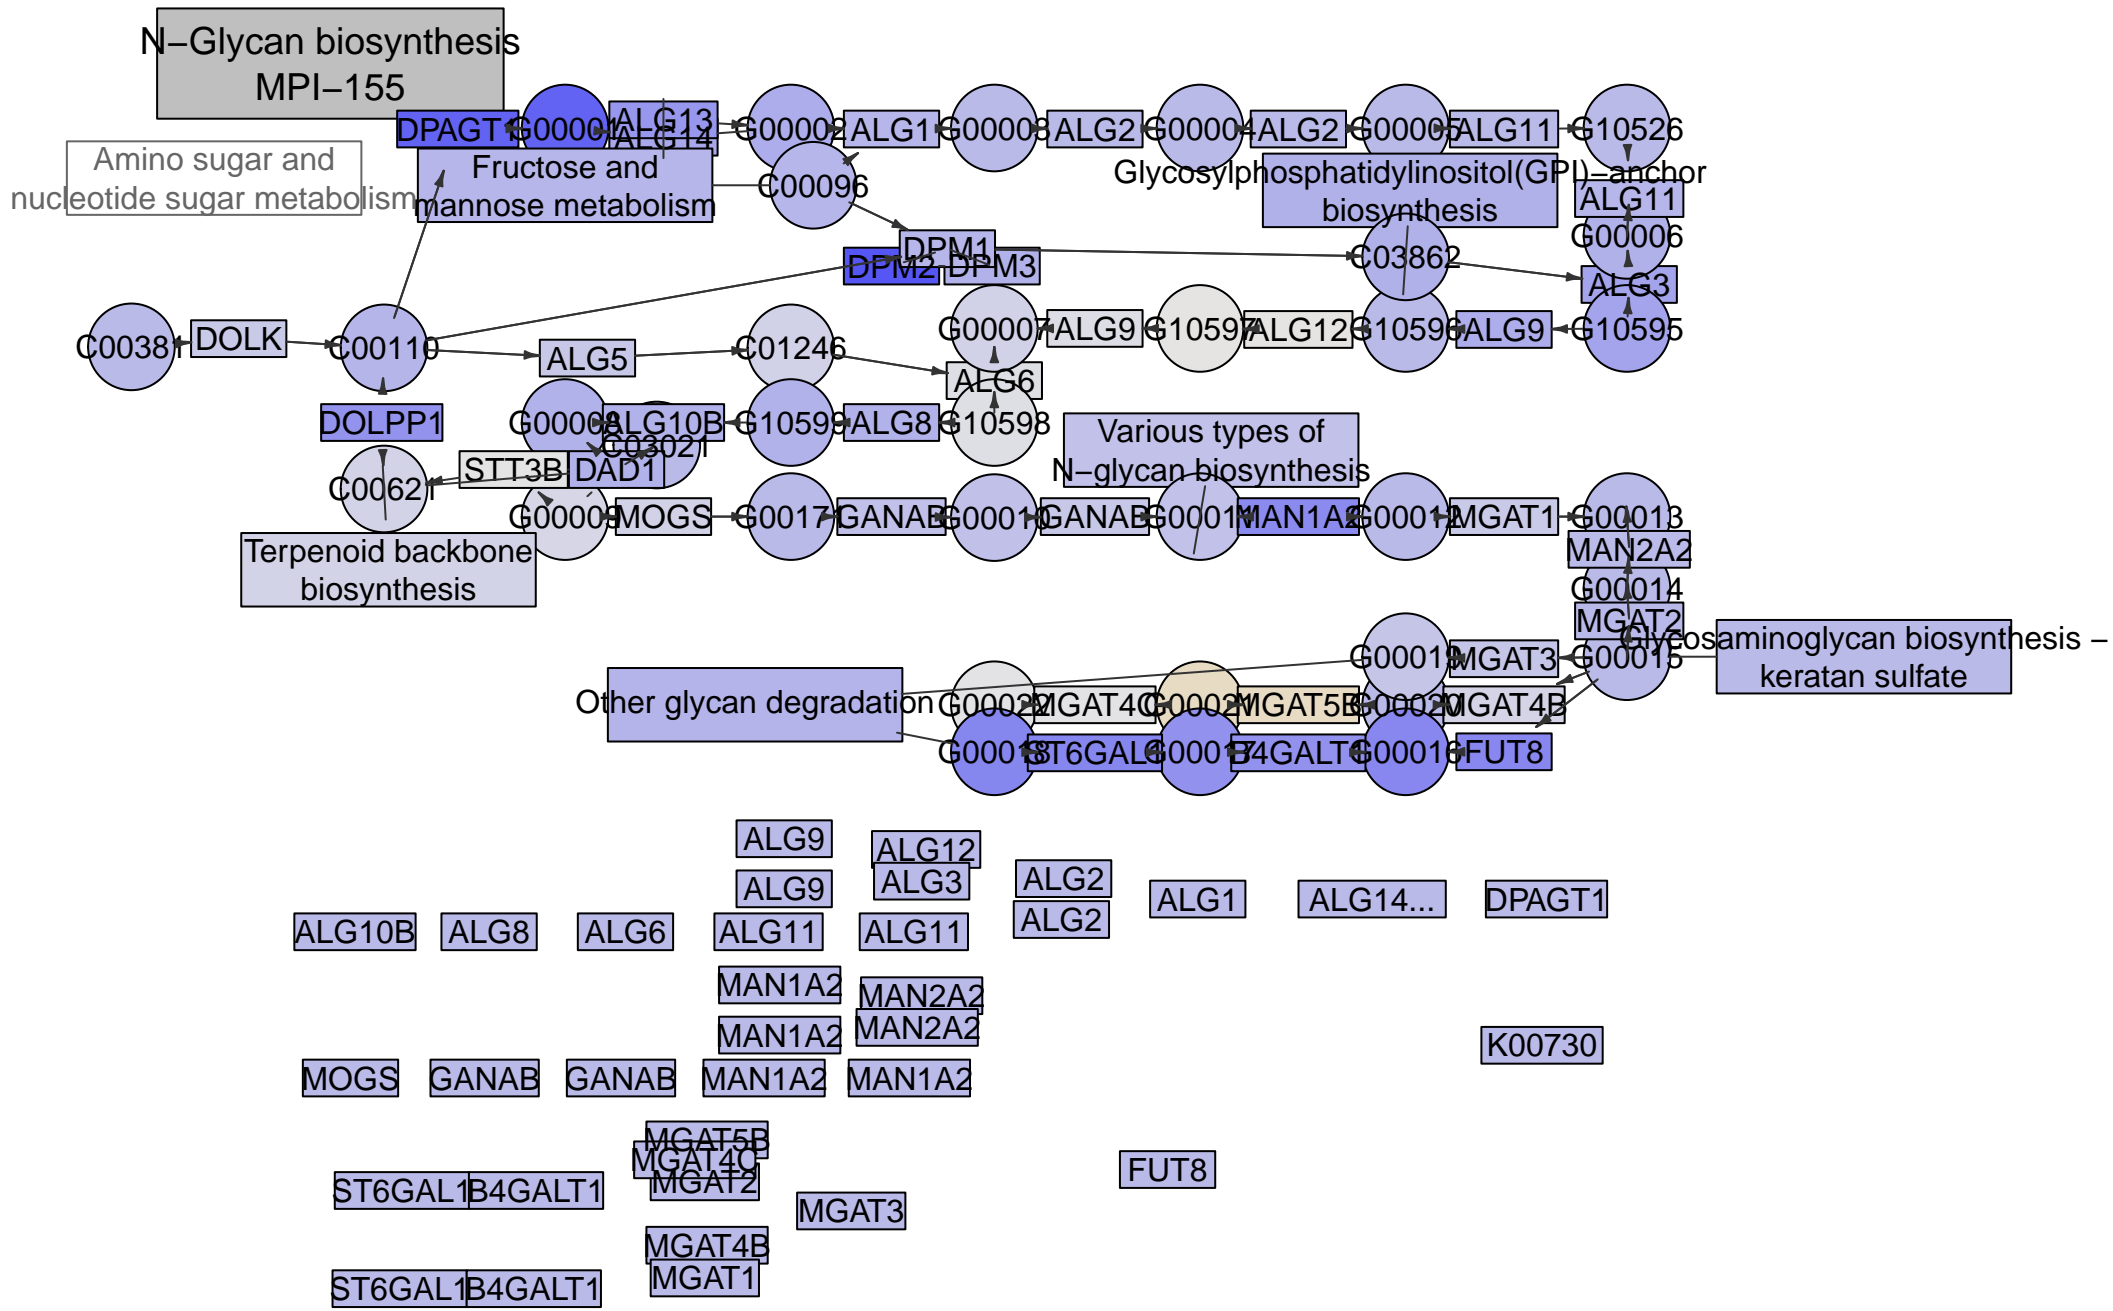 N−Glycan biosynthesis
MPI−155
DPAGT1
G00001
ALG13
ALG14
G00002
ALG1
G00003
ALG2
G00004
ALG2
G00005
ALG11
G10526
Amino sugar and
nucleotide sugar metabolism
Fructose and
mannose metabolism
C00096
Glycosylphosphatidylinositol(GPI)−anchor
biosynthesis
ALG11
G00006
DPM1
DPM2
DPM3
C03862
ALG3
C00381
DOLK
C00110
ALG5
C01246
G00007
ALG9
G10597
ALG12
G10596
ALG9
G10595
ALG6
DOLPP1
G00008
ALG10B
G10599
ALG8
G10598
C03021
Various types of
N−glycan biosynthesis
C00621
STT3B
DAD1
G00009
MOGS
G00171
GANAB
G00010
GANAB
G00011
MAN1A2
G00012
MGAT1
G00013
MAN2A2
Terpenoid backbone
biosynthesis
G00014
MGAT2
Glycosaminoglycan biosynthesis −
keratan sulfate
G00019
MGAT3
G00015
Other glycan degradation
G00022
MGAT4C
G00021
MGAT5B
G00020
MGAT4B
G00018
ST6GAL1
G00017
B4GALT1
G00016
FUT8
ALG9
ALG12
ALG9
ALG3
ALG2
ALG1
ALG14...
DPAGT1
ALG2
ALG10B
ALG8
ALG6
ALG11
ALG11
MAN1A2
MAN2A2
MAN1A2
MAN2A2
K00730
MOGS
GANAB
GANAB
MAN1A2
MAN1A2
MGAT5B
MGAT4C
MGAT2
FUT8
ST6GAL1
B4GALT1
MGAT3
MGAT4B
MGAT1
ST6GAL1
B4GALT1